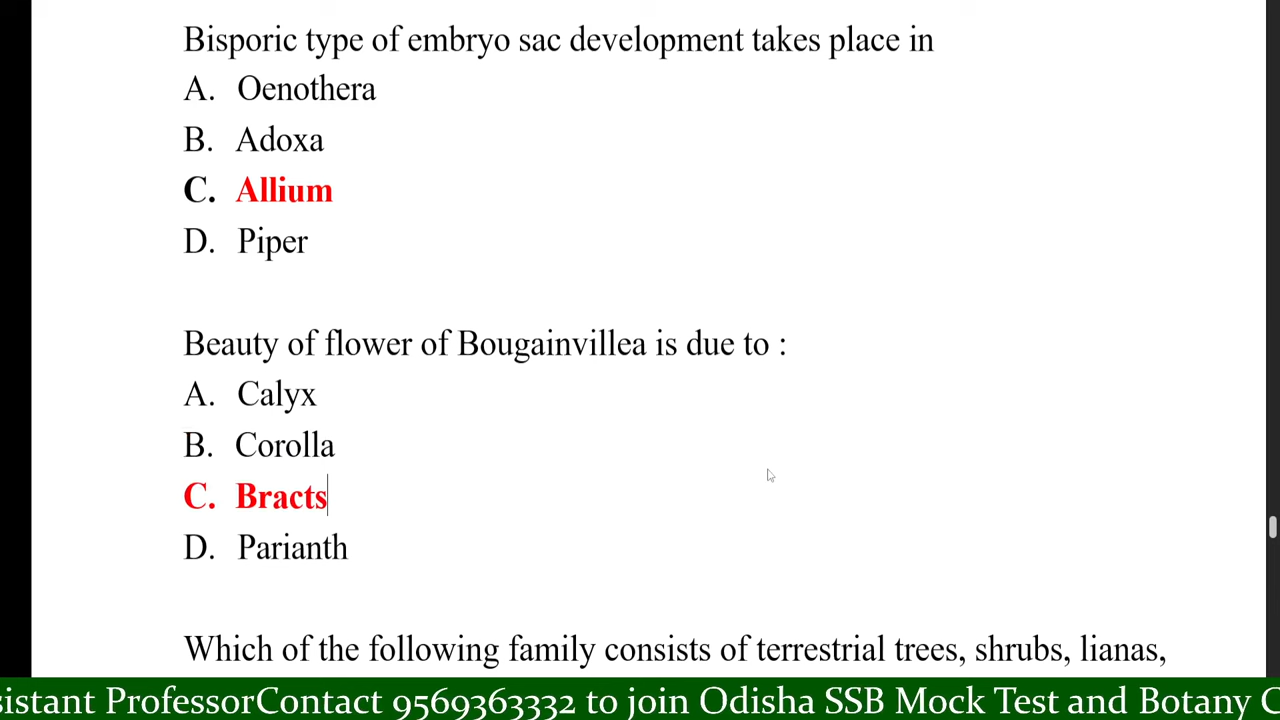 Bisporic type of embryo sac development takes place in
A. Oenothera
B. Adoxa
C. Allium
D. Piper
Beauty of flower of Bougainvillea is due to :
A. Calyx
B. Corolla
C. Bracts
D. Parianth
Which of the following family consists of terrestrial trees, shrubs, lianas,
sistant ProfessorContact 9569363332 to join Odisha SSB Mock Test and Botany C